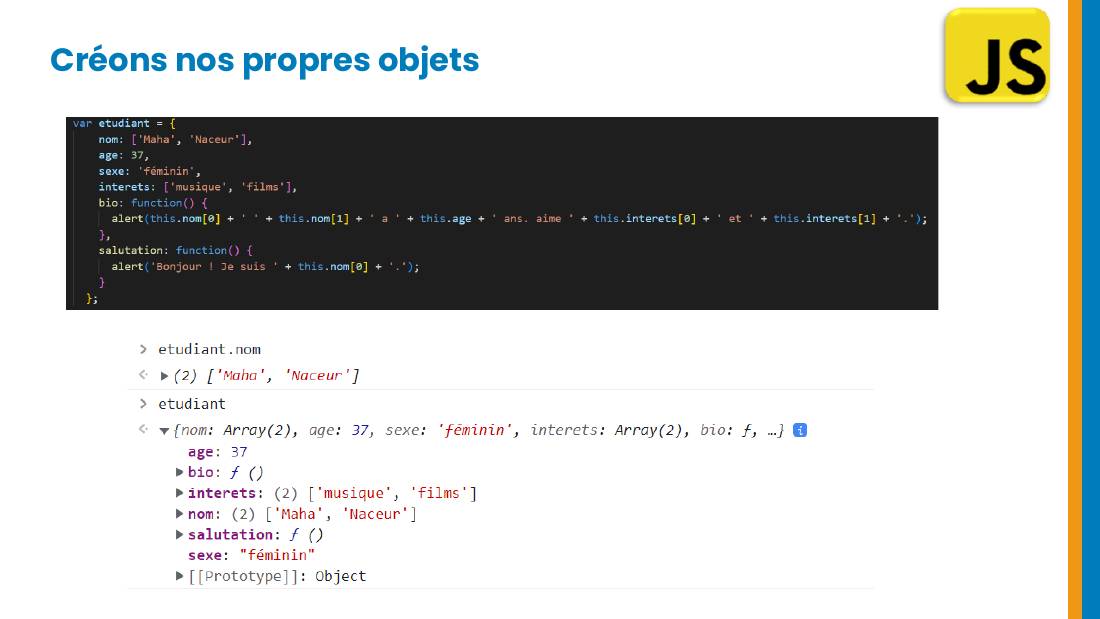 Créons nos propres objets
JS
var etudiant = {
nom: ['Maha', 'Naceur'],
age: 37,
sexe: 'féminin',
interets: ['musique', 'films'],
bio: function() {
alert(this.nom[0] + ' ' + this.nom[1] + ' a ' + this.age + ' ans. aime ' + this.interets[0] + ' et ' + this.interets[1] + '.');
},
salutation: function() {
alert('Bonjour ! Je suis ' + this.nom[0] + '.');
}
};
> etudiant.nom
(2) ['Maha', 'Naceur']
> etudiant
{nom: Array(2), age: 37, sexe: 'féminin', interets: Array(2), bio: ƒ, …} i
age: 37
bio: ƒ ()
interets: (2) ['musique', 'films']
nom: (2) ['Maha', 'Naceur']
salutation: ƒ ()
sexe: "féminin"
[[Prototype]]: Object